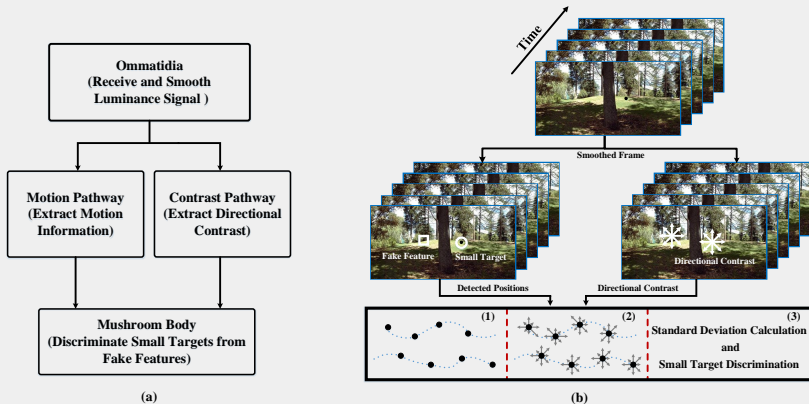 Ommatidia
(Receive and Smooth
Luminance Signal )
Motion Pathway
(Extract Motion
Information)
Contrast Pathway
(Extract Directional
Contrast)
Mushroom Body
(Discriminate Small Targets from
Fake Features)
(a)
Time
Smoothed Frame
Fake Feature
Small Target
Directional Contrast
Detected Positions
Directional Contrast
(1)
(2)
(3)
Standard Deviation Calculation
and
Small Target Discrimination
(b)